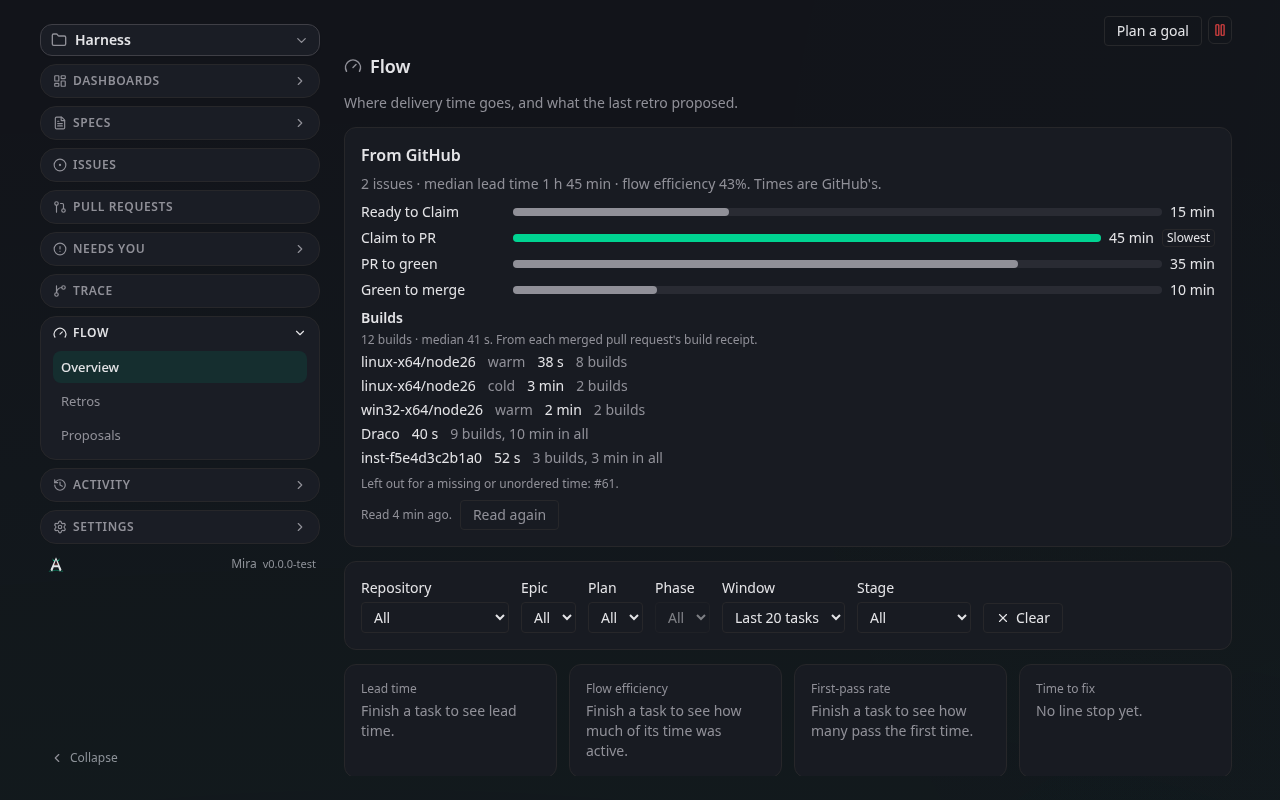 Harness
DASHBOARDS
SPECS
ISSUES
PULL REQUESTS
NEEDS YOU
TRACE
FLOW
Overview
Retros
Proposals
ACTIVITY
SETTINGS
A Mira v0.0.0-test
Collapse
Plan a goal
Flow
Where delivery time goes, and what the last retro proposed.
From GitHub
2 issues · median lead time 1 h 45 min · flow efficiency 43%. Times are GitHub's.
Ready to Claim 15 min
Claim to PR 45 min Slowest
PR to green 35 min
Green to merge 10 min
Builds
12 builds · median 41 s. From each merged pull request's build receipt.
linux-x64/node26 warm 38 s 8 builds
linux-x64/node26 cold 3 min 2 builds
win32-x64/node26 warm 2 min 2 builds
Draco 40 s 9 builds, 10 min in all
inst-f5e4d3c2b1a0 52 s 3 builds, 3 min in all
Left out for a missing or unordered time: #61.
Read 4 min ago. Read again
Repository Epic Plan Phase Window Stage
All All All All Last 20 tasks All Clear
Lead time
Finish a task to see lead
time.
Flow efficiency
Finish a task to see how
much of its time was
active.
First-pass rate
Finish a task to see how
many pass the first time.
Time to fix
No line stop yet.